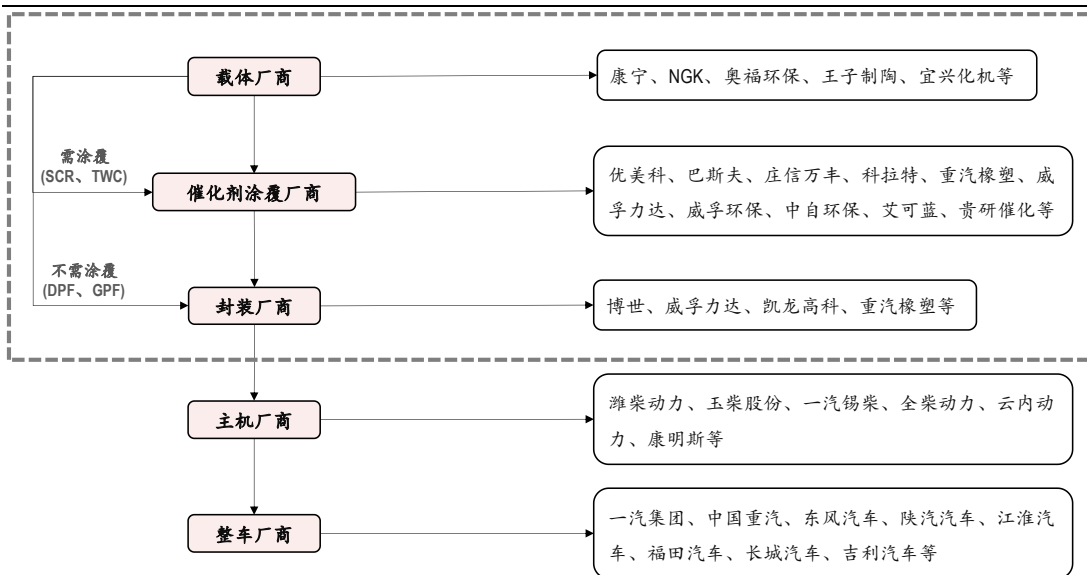 载体厂商
康宁、NGK、奥福环保、王子制陶、宜兴化机等
需涂覆
(SCR、TWC)
催化剂涂覆厂商
优美科、巴斯夫、庄信万丰、科拉特、重汽橡塑、威
孚力达、威孚环保、中自环保、艾可蓝、贵研催化等
不需涂覆
(DPF、GPF)
封装厂商
博世、威孚力达、凯龙高科、重汽橡塑等
主机厂商
潍柴动力、玉柴股份、一汽锡柴、全柴动力、云内动
力、康明斯等
整车厂商
一汽集团、中国重汽、东风汽车、陕汽汽车、江淮汽
车、福田汽车、长城汽车、吉利汽车等